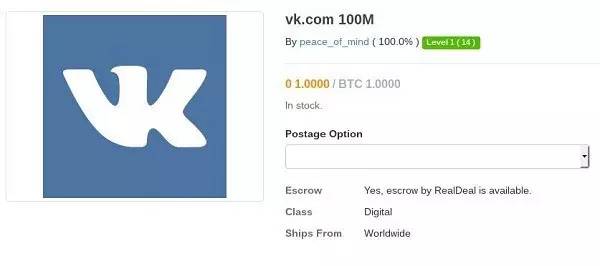 vk.com 100M
By peace_of_mind ( 100.0% ) Level 1 ( 14 )
0 1.0000 / BTC 1.0000
In stock.
Postage Option
Escrow Yes, escrow by RealDeal is available.
Class Digital
Ships From Worldwide